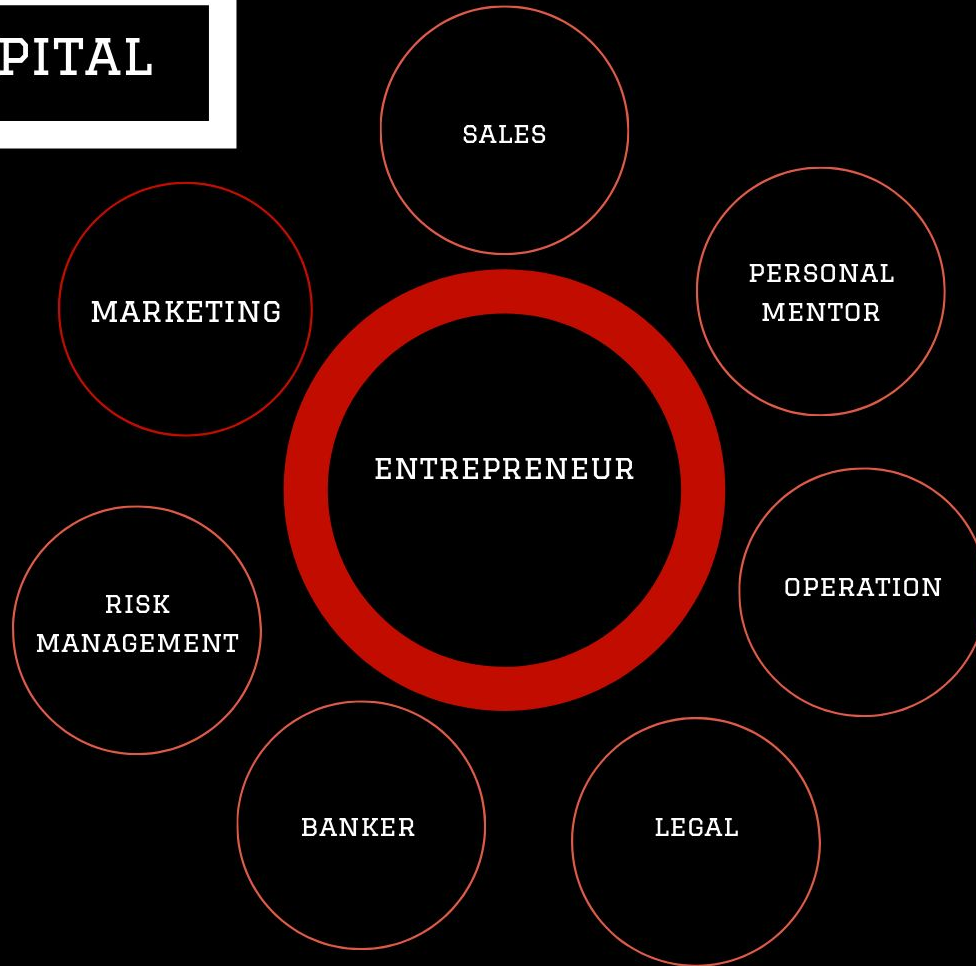 PITAL
SALES
PERSONAL
MENTOR
MARKETING
ENTREPRENEUR
OPERATION
RISK
MANAGEMENT
BANKER
LEGAL